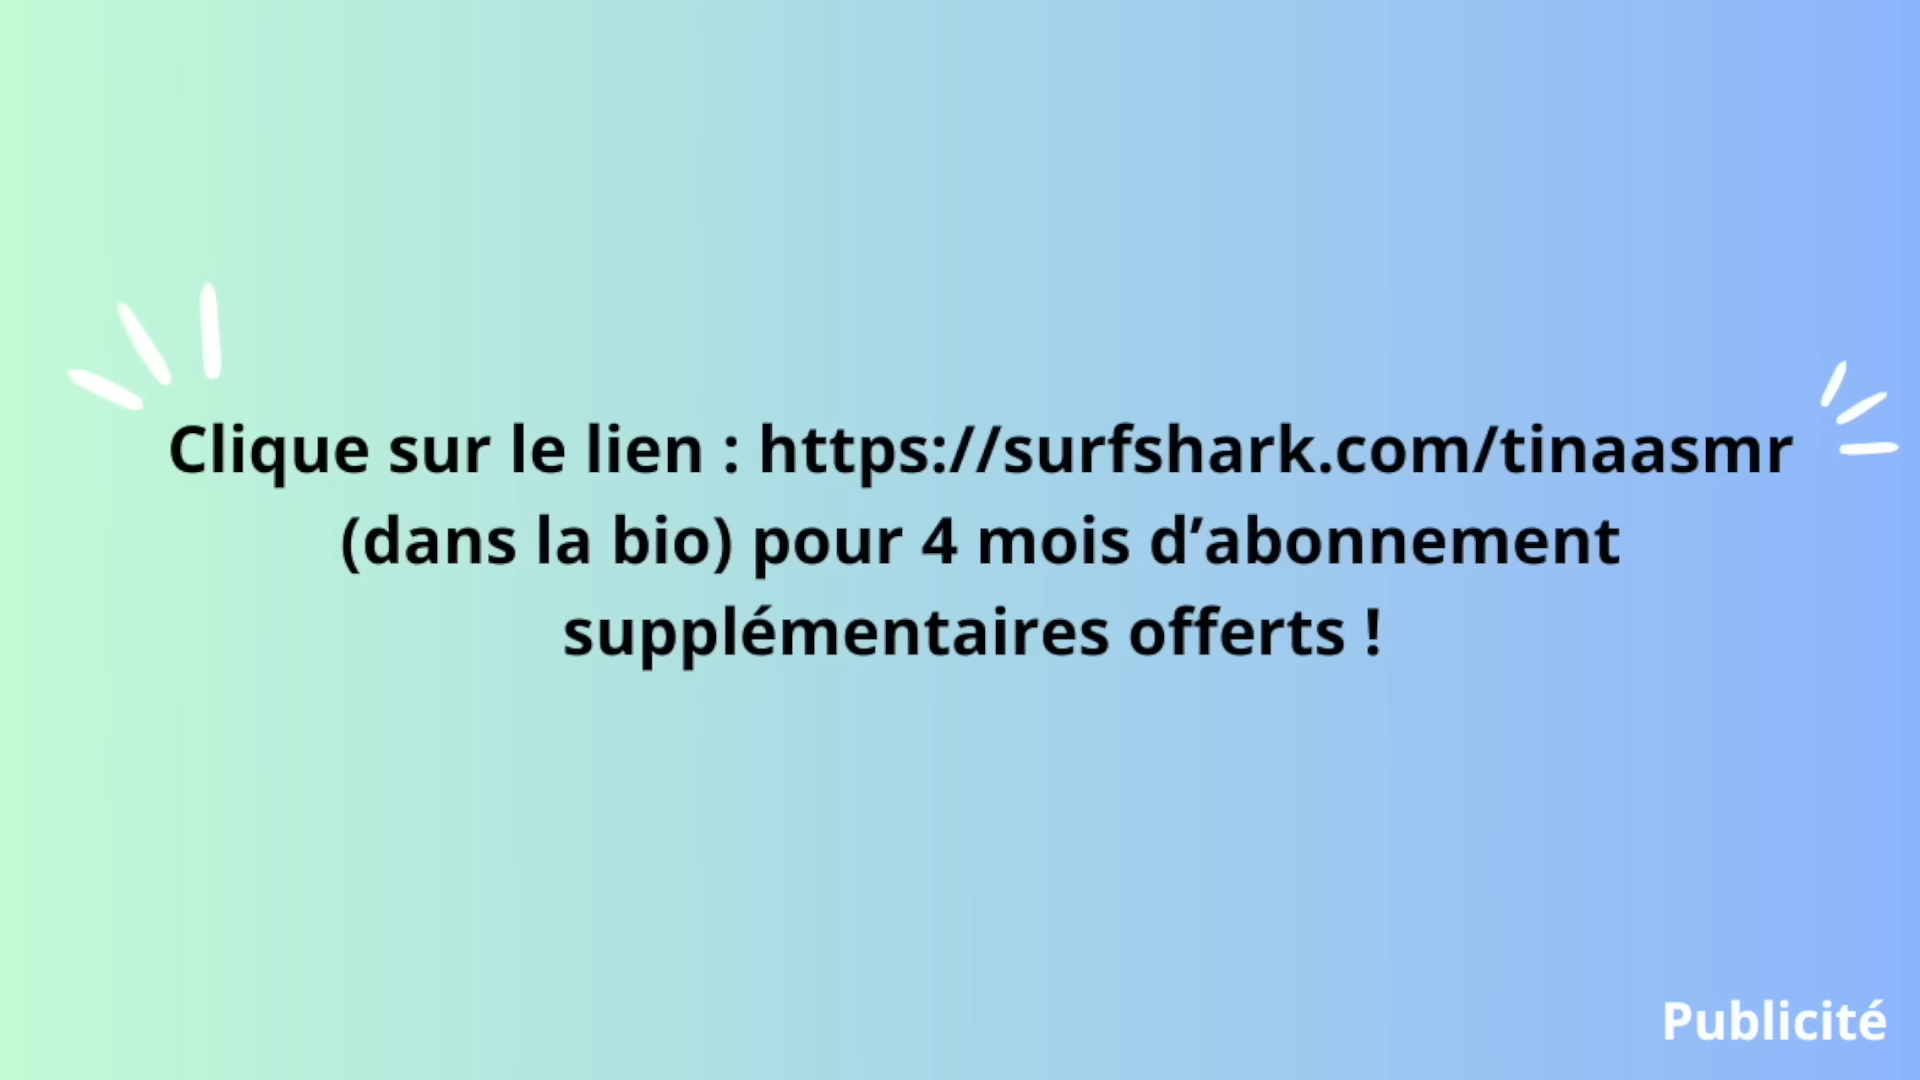 Clique sur le lien : https://surfshark.com/tinaasmr
(dans la bio) pour 4 mois d’abonnement
supplémentaires offerts !
Publicité